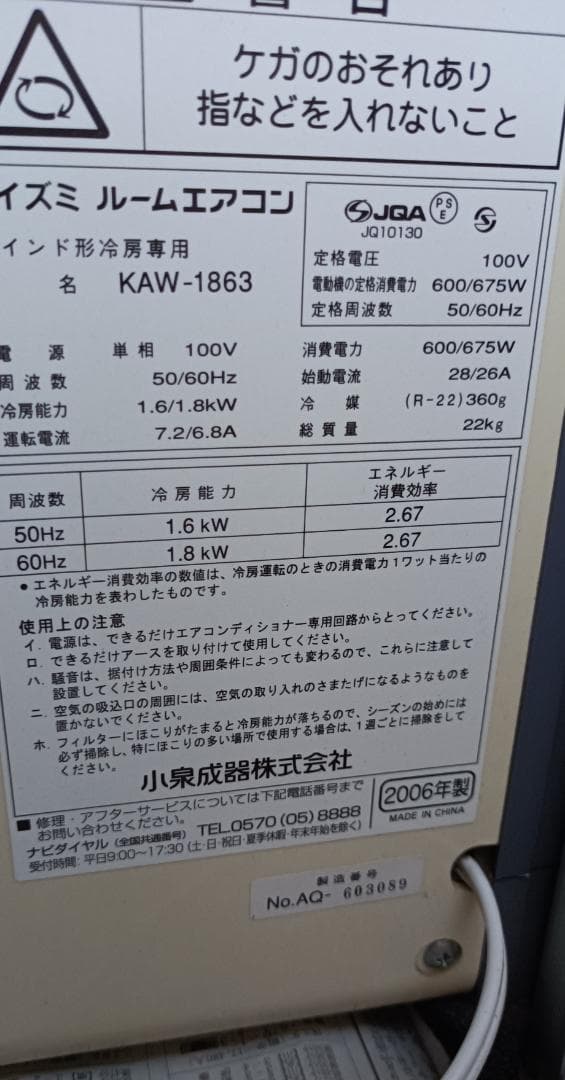 ケガのおそれあり
指などを入れないこと
イズミ ルームエアコン
インド形冷房専用
名 KAW-1863
JQA PSE
JQ10130
定格電圧 100V
電動機の定格消費電力 600/675W
定格周波数 50/60Hz
電源 単相 100V
周波数 50/60Hz
冷房能力 1.6/1.8kW
運転電流 7.2/6.8A
消費電力 600/675W
始動電流 28/26A
冷媒 (R-22)360g
総質量 22kg
周波数 冷房能力 エネルギー消費効率
50Hz 1.6 kW 2.67
60Hz 1.8 kW 2.67
●エネルギー消費効率の数値は、冷房運転のときの消費電力1ワット当たりの
冷房能力を表わしたものです。
使用上の注意
イ. 電源は、できるだけエアコンディショナー専用回路からとってください。
ロ. できるだけアースを取り付けて使用してください。
ハ. 騒音は、据付け方法や周囲条件によっても変わるので、これらに注意して
設置してください。
ニ. 空気の吸込口の周囲には、空気の取り入れのさまたげになるようなものを
置かないでください。
ホ. フィルターにほこりがたまると冷房能力が落ちるので、シーズンの始めには
必ず掃除し、特にほこりの多い場所で使用する場合は、1週ごとに掃除をして
ください。
小泉成器株式会社
■ 修理・アフターサービスについては下記電話番号まで
お問い合わせください。
ナビダイヤル(全国共通番号) TEL.0570(05)8888
受付時間: 平日9:00〜17:30(土・日・祝日・夏季休暇・年末年始を除く)
2006年製
MADE IN CHINA
製造番号
No.AQ- 603089